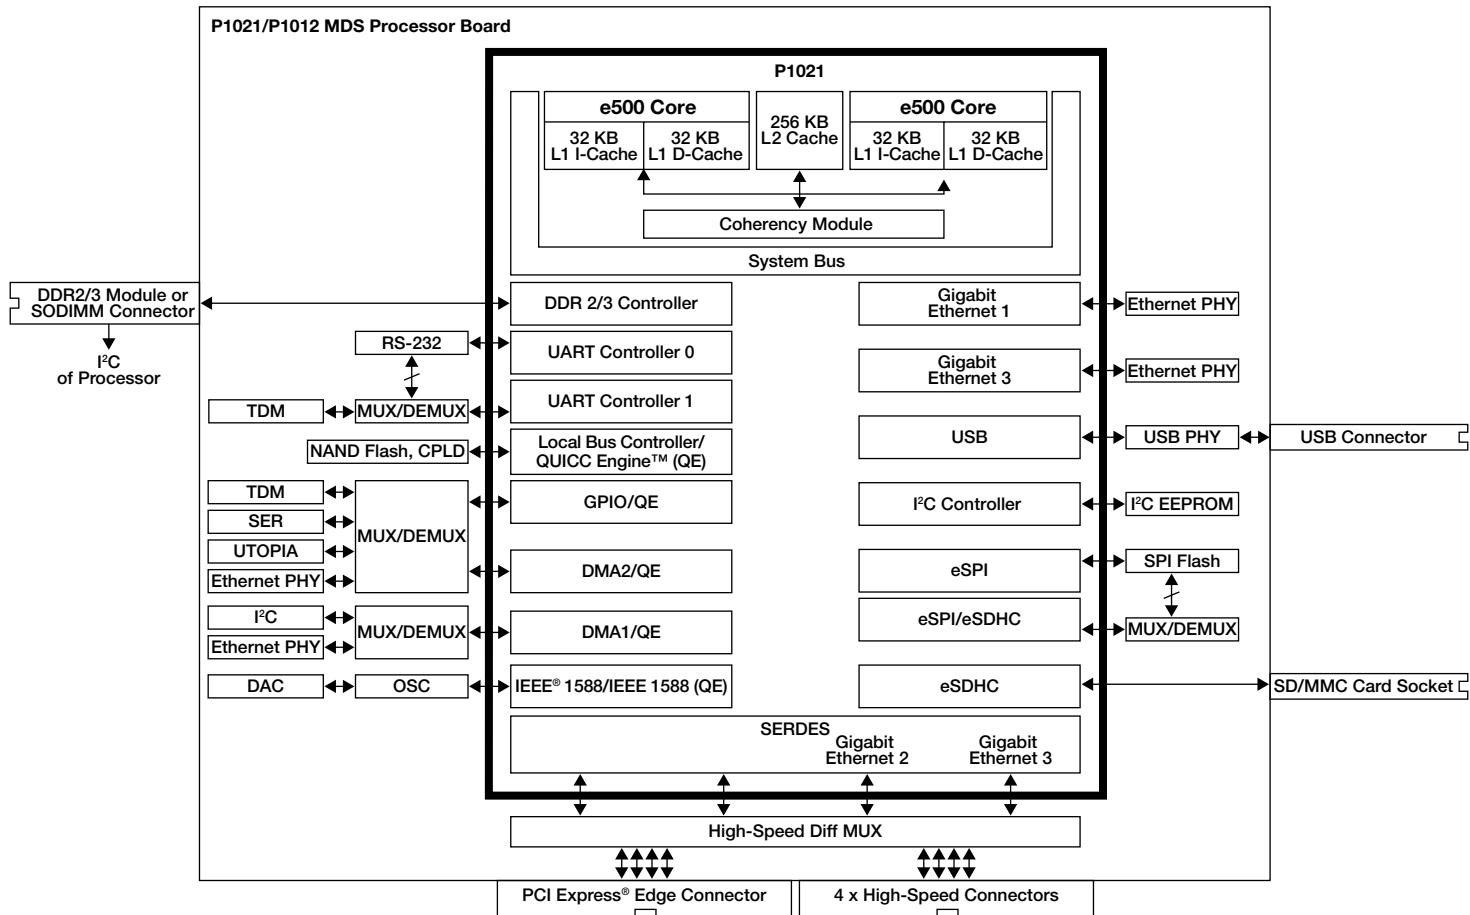 P1021/P1012 MDS Processor Board
P1021
e500 Core
32 KB
L1 I-Cache
32 KB
L1 D-Cache
256 KB
L2 Cache
e500 Core
32 KB
L1 I-Cache
32 KB
L1 D-Cache
Coherency Module
System Bus
DDR2/3 Module or
SODIMM Connector
I²C
of Processor
DDR 2/3 Controller
Gigabit
Ethernet 1
Ethernet PHY
RS-232
UART Controller 0
Gigabit
Ethernet 3
Ethernet PHY
TDM
MUX/DEMUX
UART Controller 1
USB
USB PHY
USB Connector
NAND Flash, CPLD
Local Bus Controller/
QUICC Engine™ (QE)
TDM
SER
UTOPIA
Ethernet PHY
MUX/DEMUX
GPIO/QE
I²C Controller
I²C EEPROM
DMA2/QE
eSPI
SPI Flash
I²C
Ethernet PHY
MUX/DEMUX
DMA1/QE
eSPI/eSDHC
MUX/DEMUX
DAC
OSC
IEEE® 1588/IEEE 1588 (QE)
eSDHC
SD/MMC Card Socket
SERDES
Gigabit
Ethernet 2
Gigabit
Ethernet 3
High-Speed Diff MUX
PCI Express® Edge Connector
4 x High-Speed Connectors